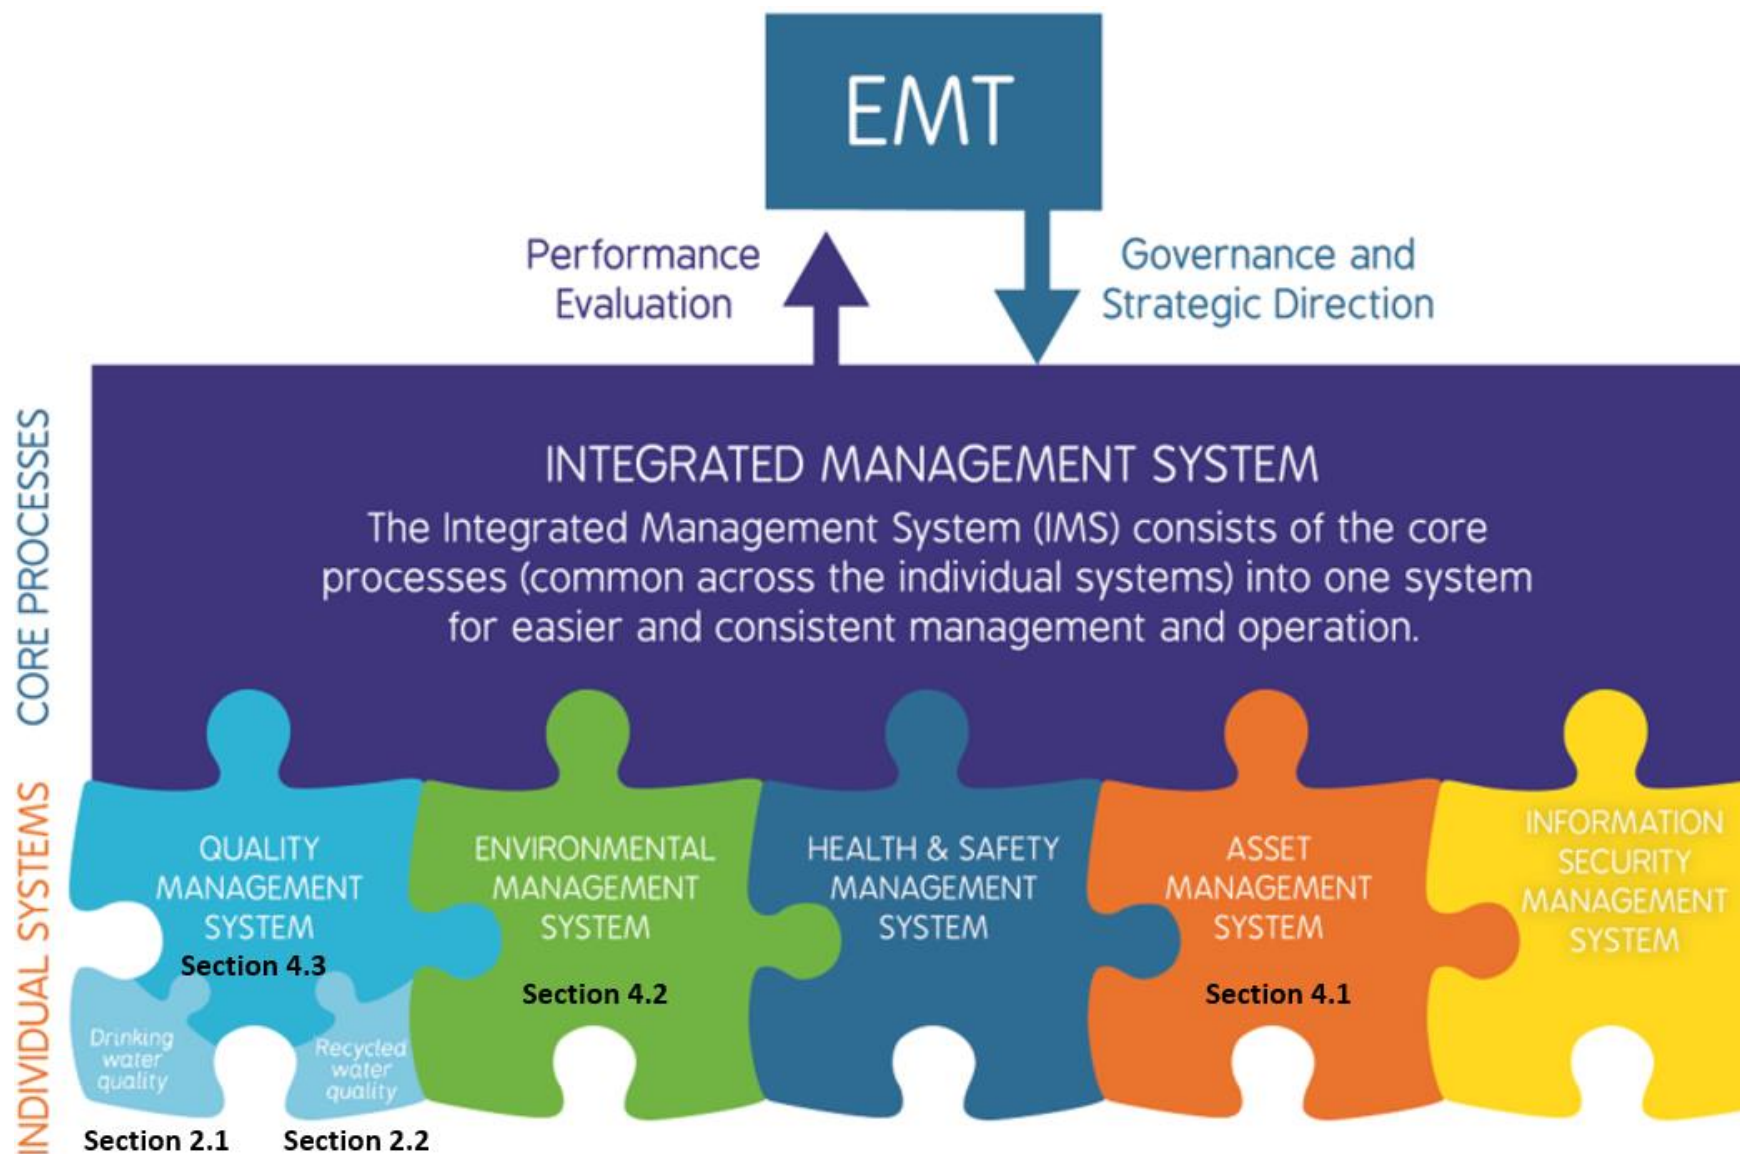 EMT
Performance
Evaluation
Governance and
Strategic Direction
CORE PROCESSES
INTEGRATED MANAGEMENT SYSTEM
The Integrated Management System (IMS) consists of the core
processes (common across the individual systems) into one system
for easier and consistent management and operation.
INDIVIDUAL SYSTEMS
QUALITY
MANAGEMENT
SYSTEM
Section 4.3
Drinking
water
quality
Section 2.1
Recycled
water
quality
Section 2.2
ENVIRONMENTAL
MANAGEMENT
SYSTEM
Section 4.2
HEALTH & SAFETY
MANAGEMENT
SYSTEM
ASSET
MANAGEMENT
SYSTEM
Section 4.1
INFORMATION
SECURITY
MANAGEMENT
SYSTEM